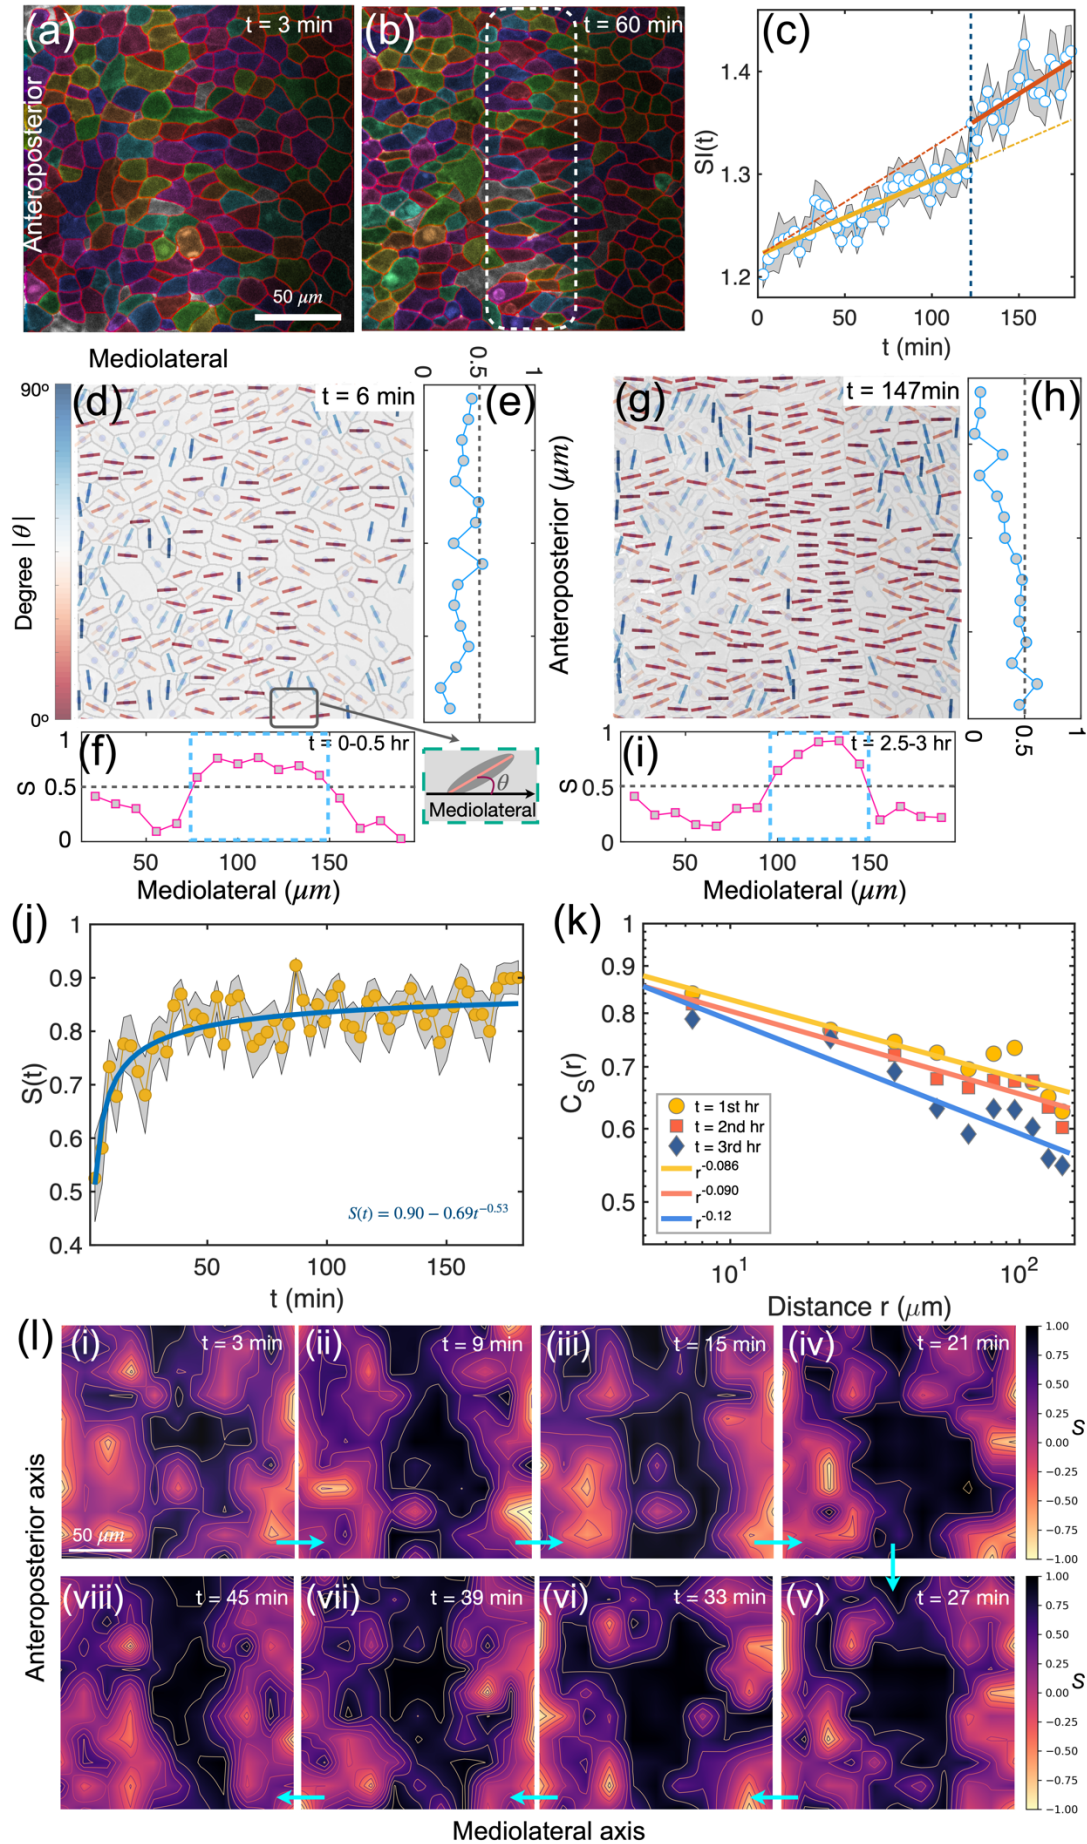 (a)
t = 3 min
Anteroposterior
50 μm
(b)
t = 60 min
(c)
1.4
1.3
1.2
SI(t)
0
50
100
150
t (min)
Mediolateral
90º
0º
Degree |θ|
(d)
t = 6 min
(e)
0
0.5
1
Anteroposterior (μm)
(g)
t = 147min
(h)
0
0.5
1
(f)
t = 0-0.5 hr
1
0.5
0
S
50
100
150
Mediolateral (μm)
θ
Mediolateral
(i)
t = 2.5-3 hr
1
0.5
0
S
50
100
150
Mediolateral (μm)
(j)
1
0.9
0.8
0.7
0.6
0.5
0.4
S(t)
S(t) = 0.90 − 0.69t^−0.53
50
100
150
t (min)
(k)
1
0.9
0.8
0.7
0.6
0.5
C_S(r)
t = 1st hr
t = 2nd hr
t = 3rd hr
r^-0.086
r^-0.090
r^-0.12
10^1
10^2
Distance r (μm)
(l)
(i)
t = 3 min
50 μm
(ii)
t = 9 min
(iii)
t = 15 min
(iv)
t = 21 min
1.00
0.75
0.50
0.25
0.00
−0.25
−0.50
−0.75
−1.00
S
Anteroposterior axis
(viii)
t = 45 min
(vii)
t = 39 min
(vi)
t = 33 min
(v)
t = 27 min
1.00
0.75
0.50
0.25
0.00
−0.25
−0.50
−0.75
−1.00
S
Mediolateral axis